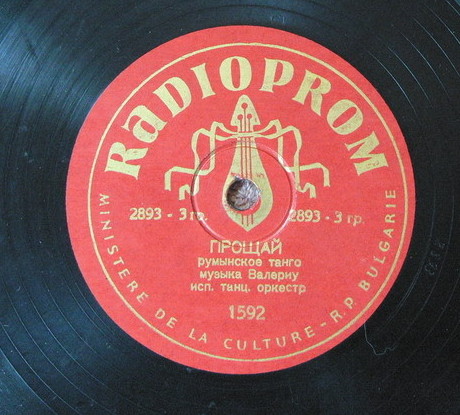 RaDIOPROM
2893 - 3 гр. 2893 - 3 гр.
ПРОЩАЙ
румынское танго
музыка Валериу
исп. танц. оркестр
1592
MINISTERE DE LA CULTURE - R.P. BULGARIE